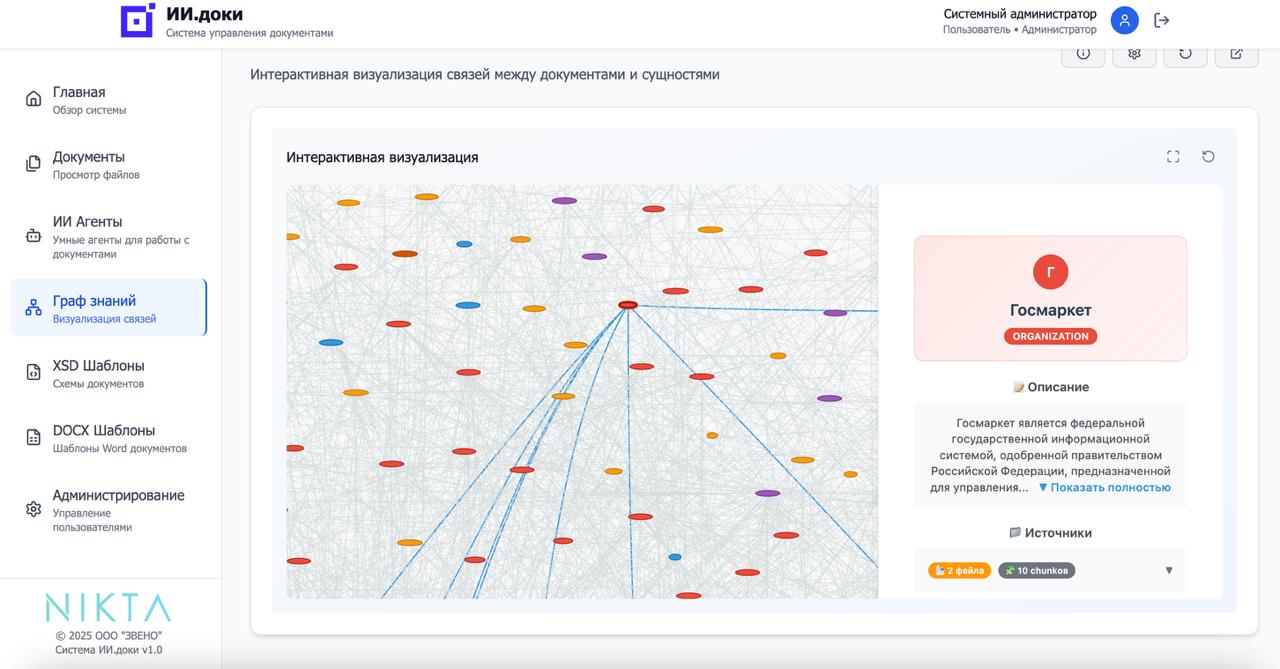 ИИ.доки
Система управления документами
Системный администратор
Пользователь • Администратор
Главная
Обзор системы
Документы
Просмотр файлов
ИИ Агенты
Умные агенты для работы с
документами
Граф знаний
Визуализация связей
XSD Шаблоны
Схемы документов
DOCX Шаблоны
Шаблоны Word документов
Администрирование
Управление
пользователями
NIKTA
© 2025 ООО "ЗВЕНО"
Система ИИ.доки v1.0
Интерактивная визуализация связей между документами и сущностями
Интерактивная визуализация
Г
Госмаркет
ORGANIZATION
📝 Описание
Госмаркет является федеральной
государственной информационной
системой, одобренной правительством
Российской Федерации, предназначенной
для управления... ▼ Показать полностью
Источники
2 файла
10 chunков
▼